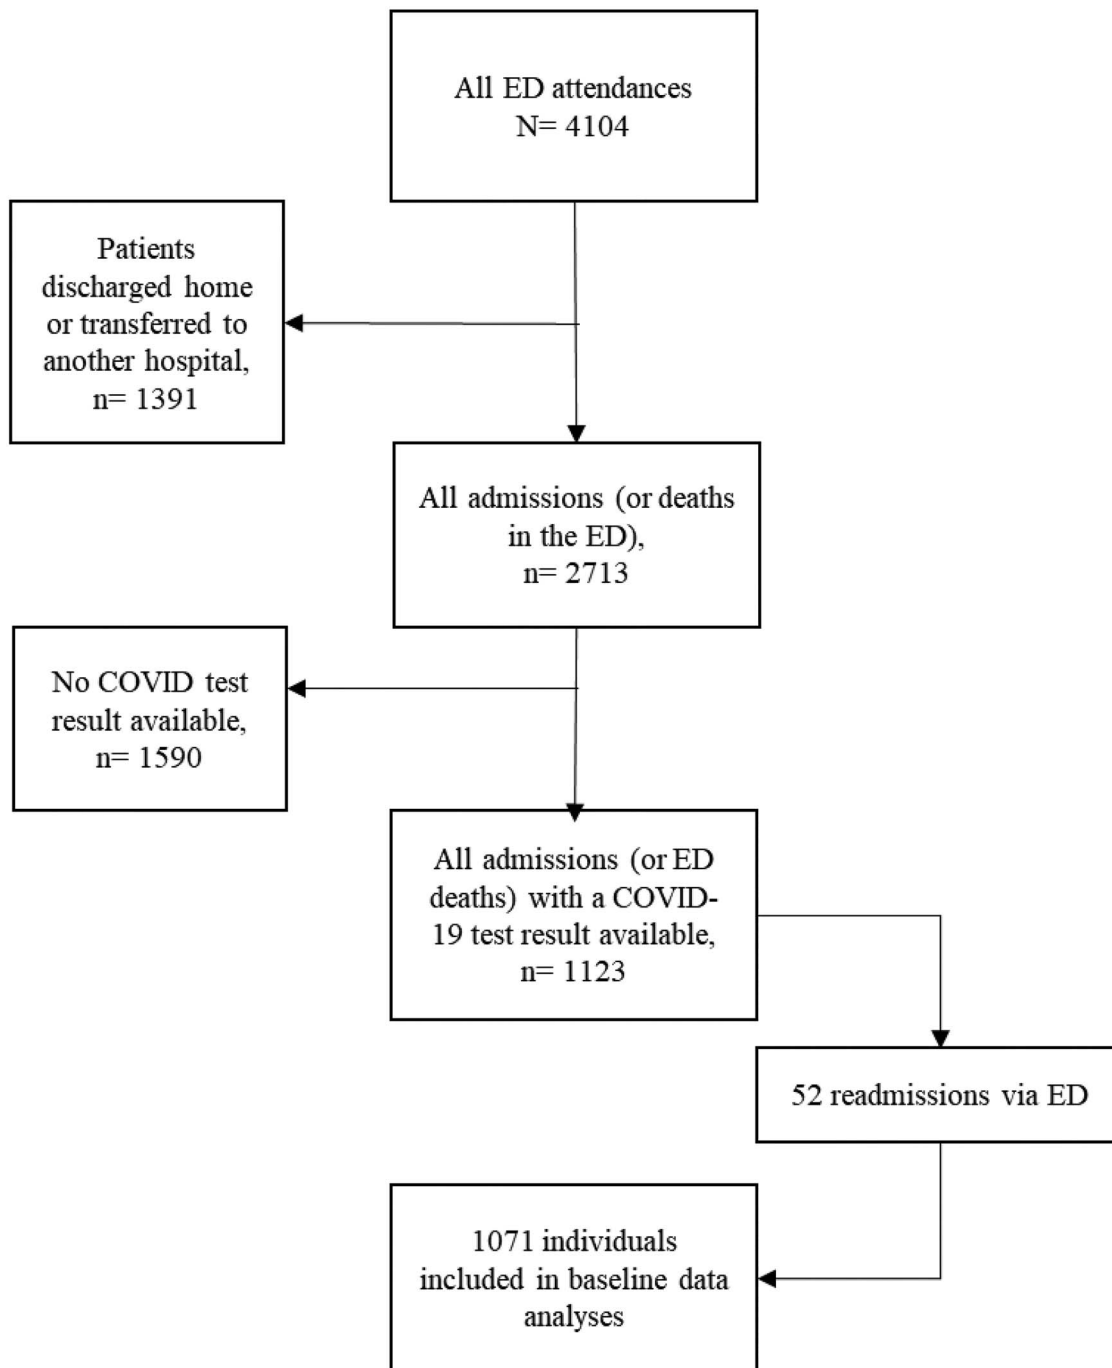 All ED attendances
N= 4104
Patients
discharged home
or transferred to
another hospital,
n= 1391
All admissions (or deaths
in the ED),
n= 2713
No COVID test
result available,
n= 1590
All admissions (or ED
deaths) with a COVID-
19 test result available,
n= 1123
52 readmissions via ED
1071 individuals
included in baseline data
analyses